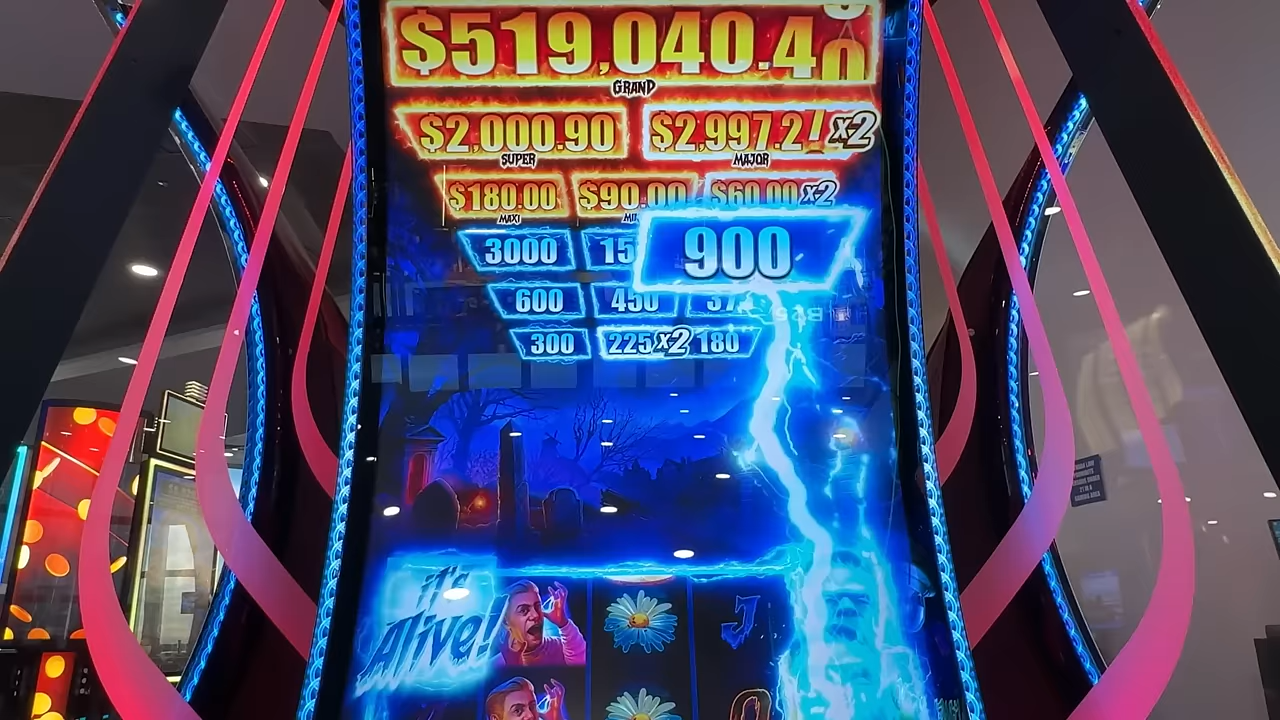 $519,040.4
GRAND
$2,000.90 $2,997.27 x2
SUPER MAJOR
$180.00 $90.00 $60.00 x2
MAXI
3000 900
600 450
300 225 x2 180
it's
Alive!
J